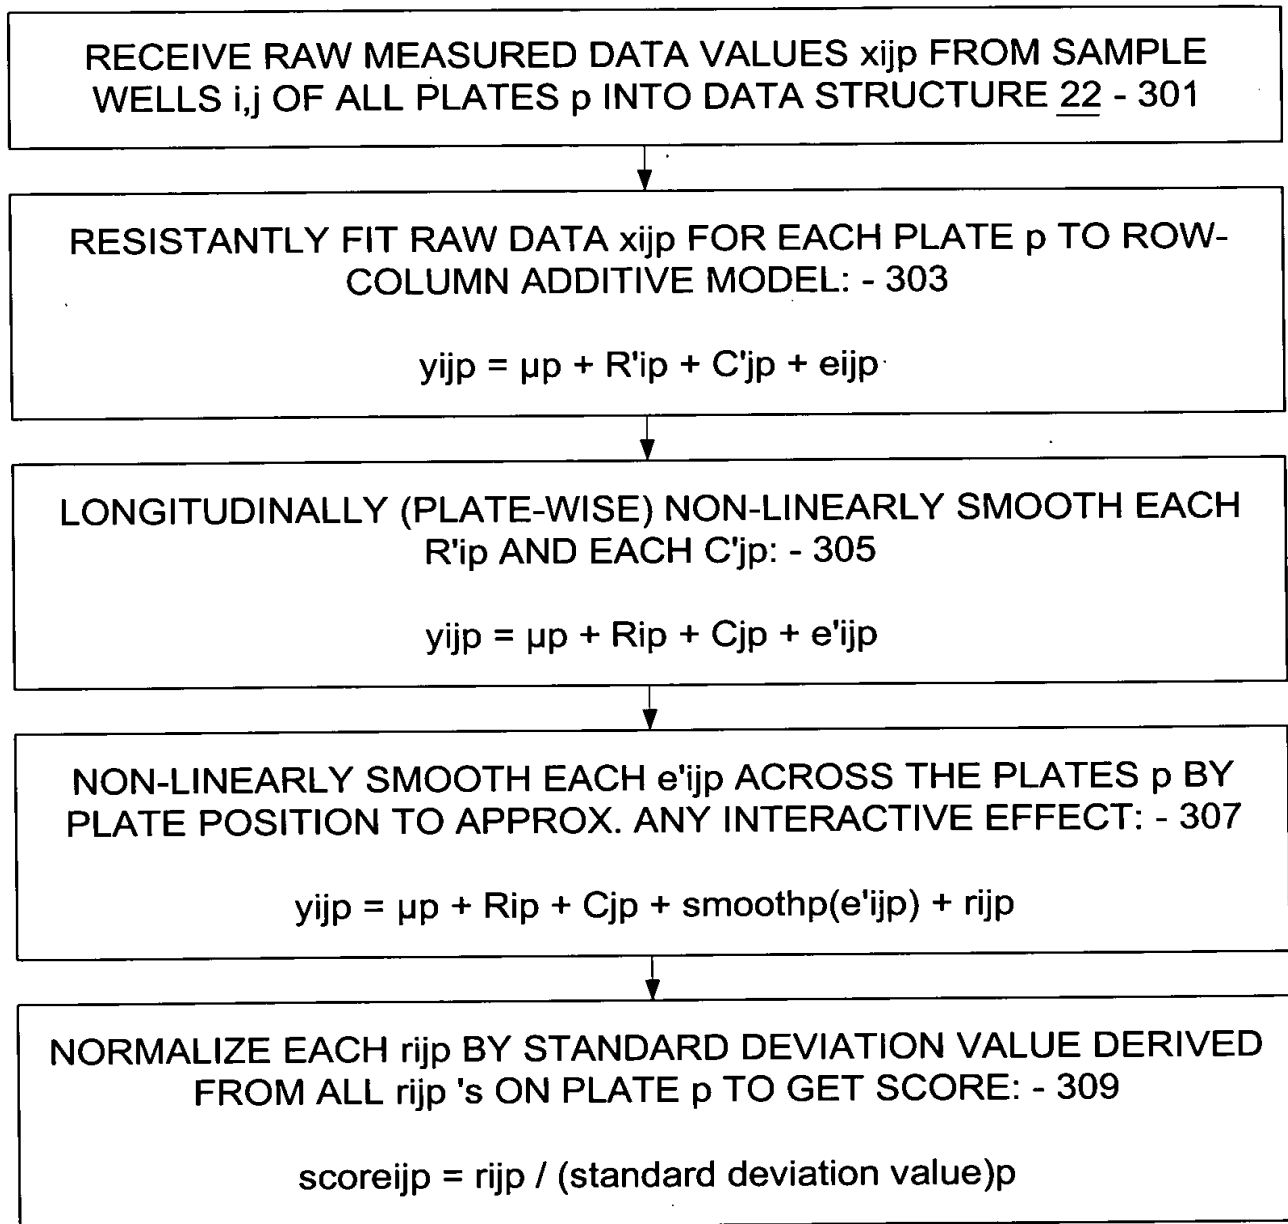 RECEIVE RAW MEASURED DATA VALUES xijp FROM SAMPLE
WELLS i,j OF ALL PLATES p INTO DATA STRUCTURE 22 - 301
RESISTANTLY FIT RAW DATA xijp FOR EACH PLATE p TO ROW-
COLUMN ADDITIVE MODEL: - 303
yijp = µp + R'ip + C'jp + eijp
LONGITUDINALLY (PLATE-WISE) NON-LINEARLY SMOOTH EACH
R'ip AND EACH C'jp: - 305
yijp = µp + Rip + Cjp + e'ijp
NON-LINEARLY SMOOTH EACH e'ijp ACROSS THE PLATES p BY
PLATE POSITION TO APPROX. ANY INTERACTIVE EFFECT: - 307
yijp = µp + Rip + Cjp + smoothp(e'ijp) + rijp
NORMALIZE EACH rijp BY STANDARD DEVIATION VALUE DERIVED
FROM ALL rijp 's ON PLATE p TO GET SCORE: - 309
scoreijp = rijp / (standard deviation value)p